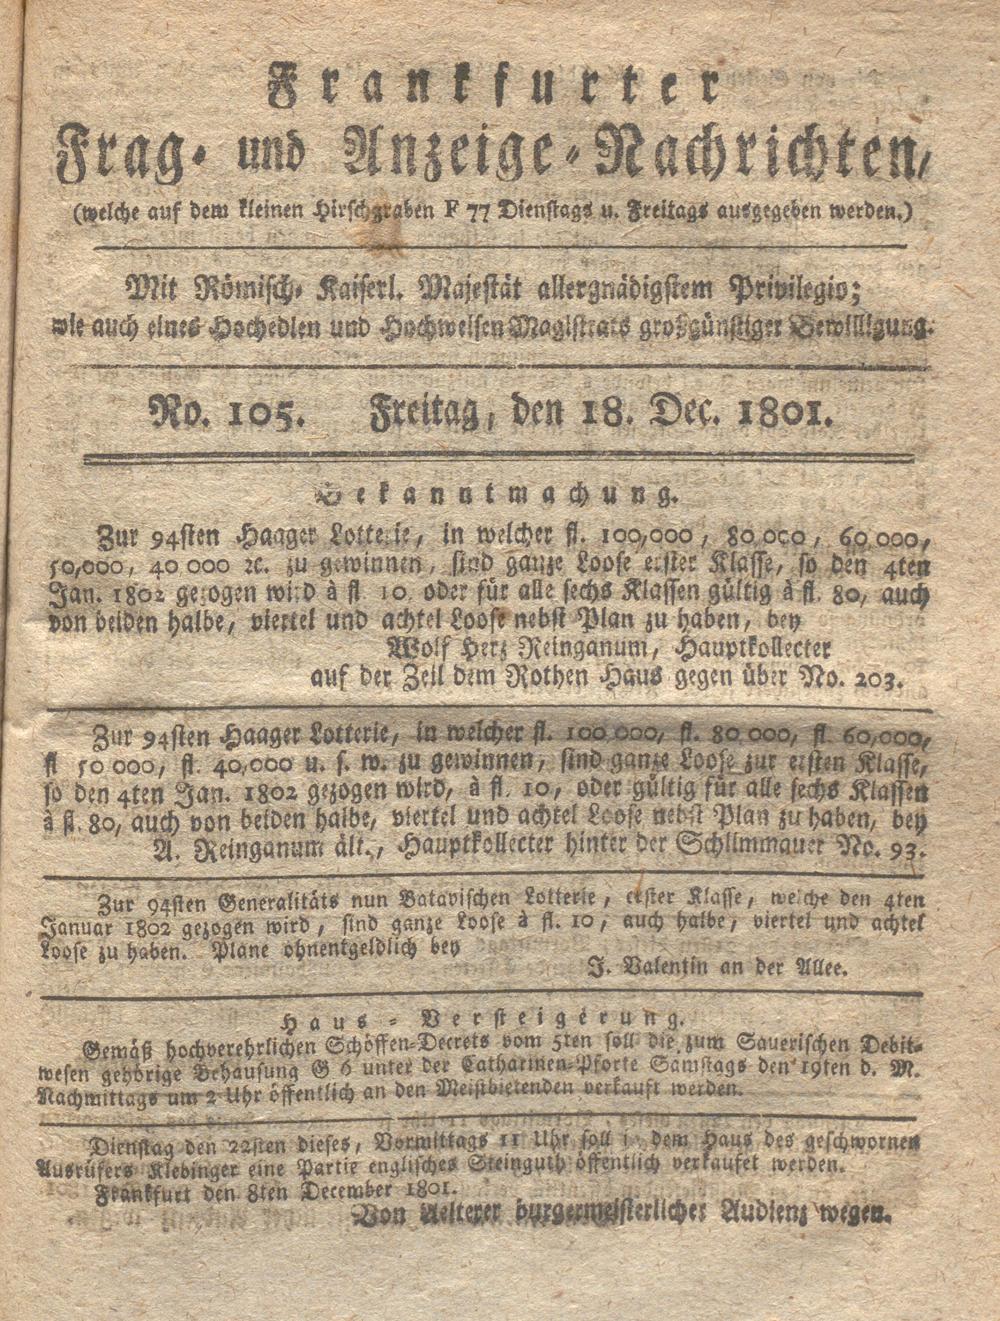 Frankfurter
Frag- und Anzeige-Nachrichten,
(welche auf dem kleinen Hirschgraben F 77 Dienstags u. Freitags ausgegeben werden.)
Mit Römisch- Kaiserl. Majestät allergnädigstem Privilegio;
wie auch eines Hochedlen und Hochweisen Magistrats großgünstiger Bewilligung.
No. 105. Freitag, den 18. Dec. 1801.
Bekanntmachung.
Zur 94sten Haager Lotterie, in welcher fl. 100,000, 80,000, 60,000,
50,000, 40 000 ꝛc. zu gewinnen, sind ganze Loose erster Klasse, so den 4ten
Jan. 1802 gezogen wird à fl. 10. oder für alle sechs Klassen gültig à fl. 80, auch
von beiden halbe, viertel und achtel Loose nebst Plan zu haben, bey
Wolf Herz Reinganum, Hauptkollecter
auf der Zeil dem Rothen Haus gegen über No. 203.
Zur 94sten Haager Lotterie, in welcher fl. 100 000, fl. 80 000, fl. 60,000,
fl 50 000, fl. 40,000 u. s. w. zu gewinnen, sind ganze Loose zur ersten Klasse,
so den 4ten Jan. 1802 gezogen wird, à fl. 10, oder gültig für alle sechs Klassen
à fl. 80, auch von beiden halbe, viertel und achtel Loose nebst Plan zu haben, bey
A. Reinganum ält., Hauptkollecter hinter der Schlimmauer No. 93.
Zur 94sten Generalitäts nun Batavischen Lotterie, erster Klasse, welche den 4ten
Januar 1802 gezogen wird, sind ganze Loose à fl. 10, auch halbe, viertel und achtel
Loose zu haben. Plane ohnentgeldlich bey
J. Valentin an der Allee.
Haus-Versteigerung.
Gemäß hochverehrlichen Schöffen-Decrets vom 5ten soll die zum Sauerischen Debit-
wesen gehörige Behausung G 6 unter der Catharinen-Pforte Samstags den 19ten d. M.
Nachmittags um 2 Uhr öffentlich an den Meistbietenden verkauft werden.
Dienstag den 22sten dieses, Vormittags 11 Uhr soll in dem Haus des geschwornen
Ausrüfers Klebinger eine Partie englisches Steinguth öffentlich verkaufet werden.
Frankfurt den 8ten December 1801.
Von Aelterer burgermeisterlicher Audienz wegen.